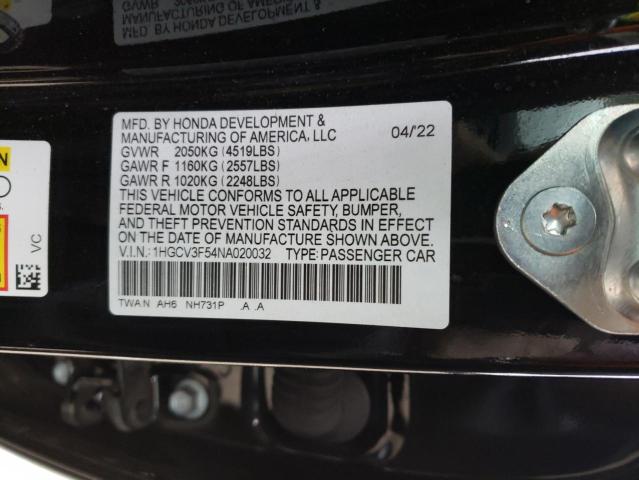 MFD. BY HONDA DEVELOPMENT &
MANUFACTURING OF AMERICA, LLC 04/'22
GVWR 2050KG (4519LBS)
GAWR F 1160KG (2557LBS)
GAWR R 1020KG (2248LBS)
THIS VEHICLE CONFORMS TO ALL APPLICABLE
FEDERAL MOTOR VEHICLE SAFETY, BUMPER,
AND THEFT PREVENTION STANDARDS IN EFFECT
ON THE DATE OF MANUFACTURE SHOWN ABOVE.
V.I.N.: 1HGCV3F54NA020032 TYPE: PASSENGER CAR
TWAN AH6 NH731P .A .A
VC